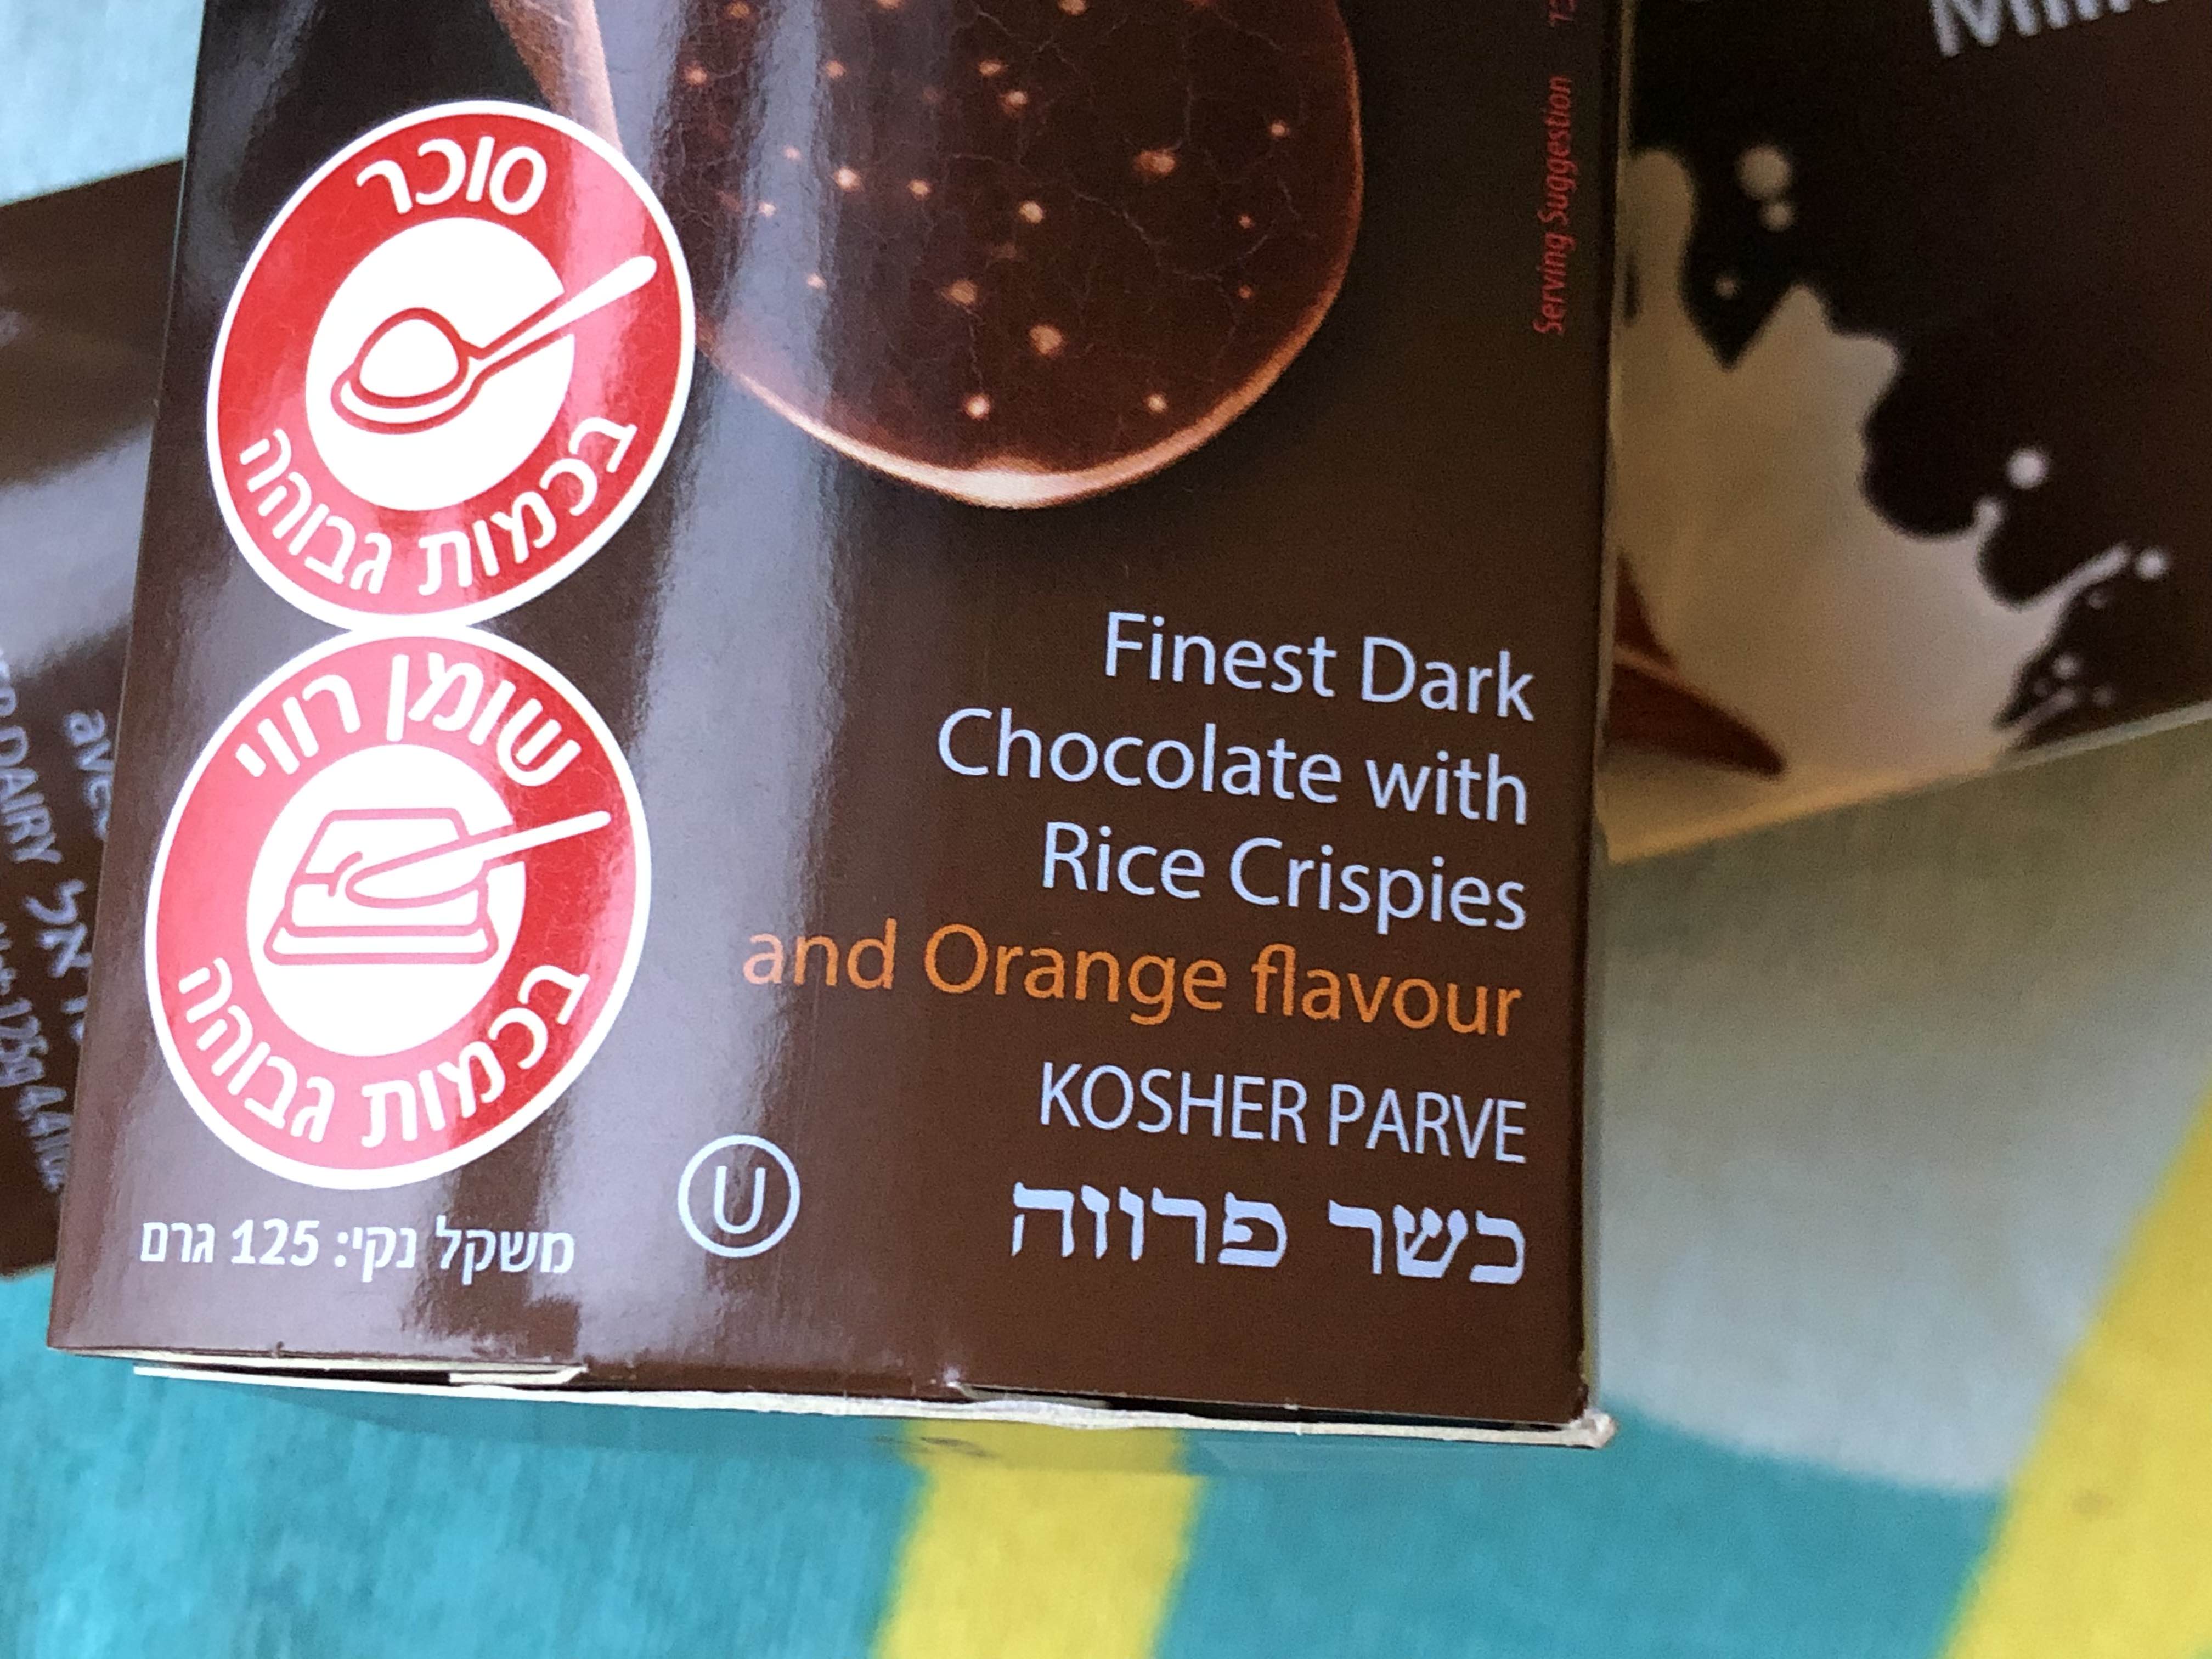 סוכר
בכמות גבוהה
שומן רווי
בכמות גבוהה
משקל נקי: 125 גרם
Serving Suggestion
Finest Dark
Chocolate with
Rice Crispies
and Orange flavour
KOSHER PARVE
כשר פרווה
U
DAIRY